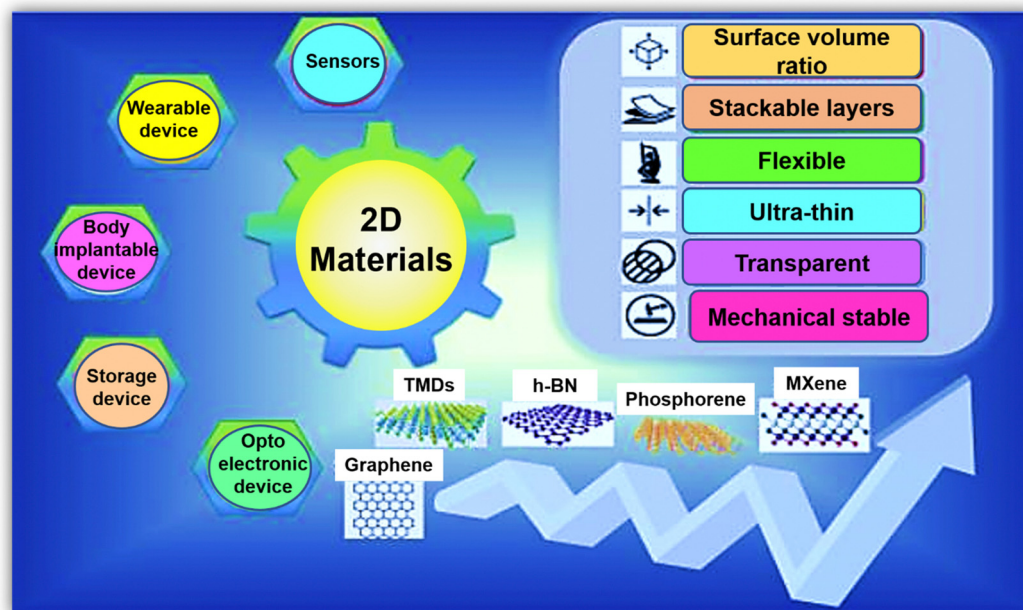 Sensors
Wearable
device
Body
implantable
device
Storage
device
Opto
electronic
device
2D
Materials
Surface volume
ratio
Stackable layers
Flexible
Ultra-thin
Transparent
Mechanical stable
Graphene
TMDs
h-BN
Phosphorene
MXene